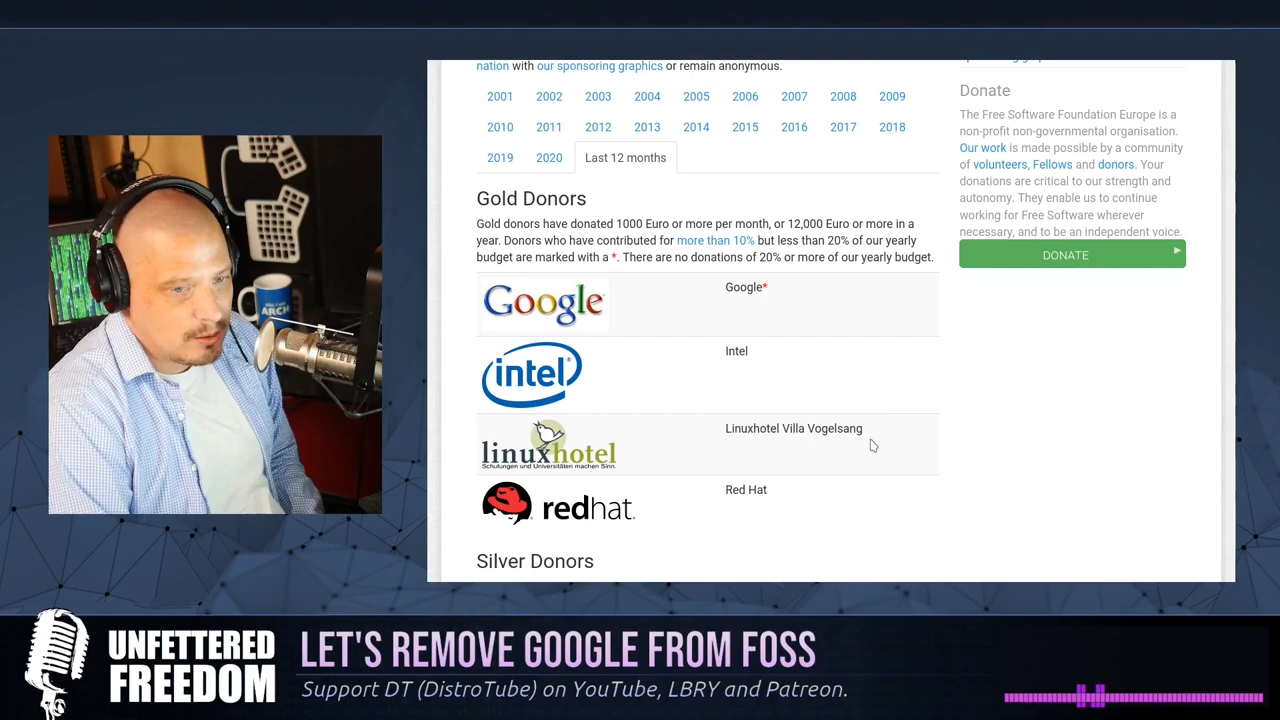 nation with our sponsoring graphics or remain anonymous.
2001 2002 2003 2004 2005 2006 2007 2008 2009
2010 2011 2012 2013 2014 2015 2016 2017 2018
2019 2020 Last 12 months
Gold Donors
Gold donors have donated 1000 Euro or more per month, or 12,000 Euro or more in a
year. Donors who have contributed for more than 10% but less than 20% of our yearly
budget are marked with a *. There are no donations of 20% or more of our yearly budget.
Google
Google*
intel®
Intel
linuxhotel
Schulungen und Universitäten machen Sinn.
Linuxhotel Villa Vogelsang
redhat.
Red Hat
Silver Donors
Donate
The Free Software Foundation Europe is a
non-profit non-governmental organisation.
Our work is made possible by a community
of volunteers, Fellows and donors. Your
donations are critical to our strength and
autonomy. They enable us to continue
working for Free Software wherever
necessary, and to be an independent voice.
DONATE
ARCH
UNFETTERED
FREEDOM
LET'S REMOVE GOOGLE FROM FOSS
Support DT (DistroTube) on YouTube, LBRY and Patreon.